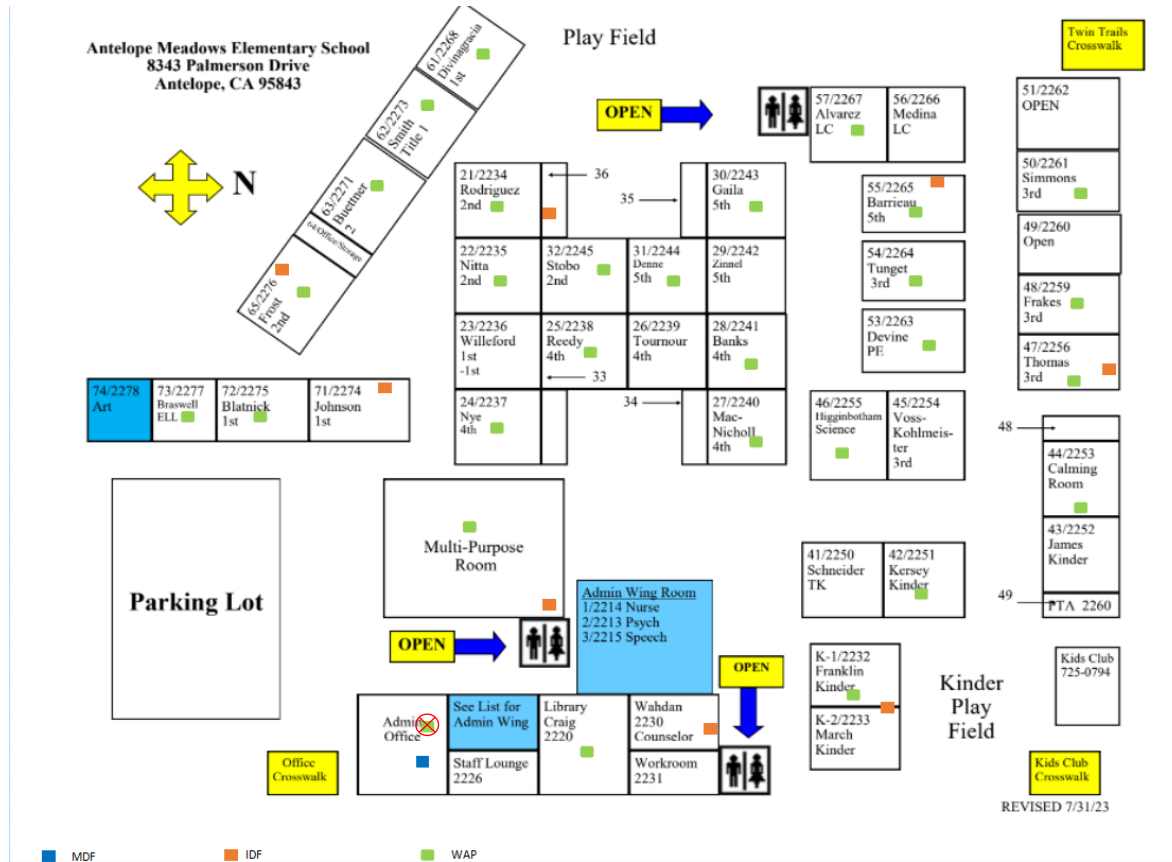 Antelope Meadows Elementary School
8343 Palmerson Drive
Antelope, CA 95843
N
Play Field
Twin Trails
Crosswalk
OPEN
61/2268
Divinagracia
1st
62/2273
Smith
Title 1
63/2271
Buettner
64/Office/Storage
65/2276
Frost
2nd
57/2267
Alvarez
LC
56/2266
Medina
LC
51/2262
OPEN
50/2261
Simmons
3rd
49/2260
Open
48/2259
Frakes
3rd
47/2256
Thomas
3rd
21/2234
Rodriguez
2nd
36
35
30/2243
Gaila
5th
55/2265
Barrieau
5th
22/2235
Nitta
2nd
32/2245
Stobo
2nd
31/2244
Denne
5th
29/2242
Zinnel
5th
54/2264
Tunget
3rd
23/2236
Willeford
1st
-1st
25/2238
Reedy
4th
26/2239
Tournour
4th
28/2241
Banks
4th
53/2263
Devine
PE
33
34
24/2237
Nye
4th
27/2240
Mac-
Nicholl
4th
74/2278
Art
73/2277
Braswell
ELL
72/2275
Blatnick
1st
71/2274
Johnson
1st
46/2255
Higginbotham
Science
45/2254
Voss-
Kohlmeis-
ter
3rd
48
44/2253
Calming
Room
43/2252
James
Kinder
49
PTA 2260
Parking Lot
Multi-Purpose
Room
41/2250
Schneider
TK
42/2251
Kersey
Kinder
Admin Wing Room
1/2214 Nurse
2/2213 Psych
3/2215 Speech
OPEN
OPEN
K-1/2232
Franklin
Kinder
K-2/2233
March
Kinder
Kinder
Play
Field
Kids Club
725-0794
Admin
Office
See List for
Admin Wing
Staff Lounge
2226
Library
Craig
2220
Wahdan
2230
Counselor
Workroom
2231
Office
Crosswalk
Kids Club
Crosswalk
REVISED 7/31/23
MDF
IDF
WAP